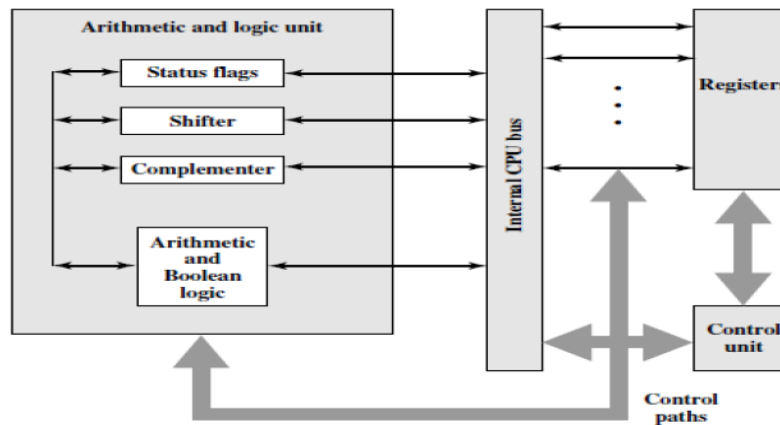 Arithmetic and logic unit
Status flags
Shifter
Complementer
Arithmetic
and
Boolean
logic
Internal CPU bus
Registers
Control
unit
Control
paths